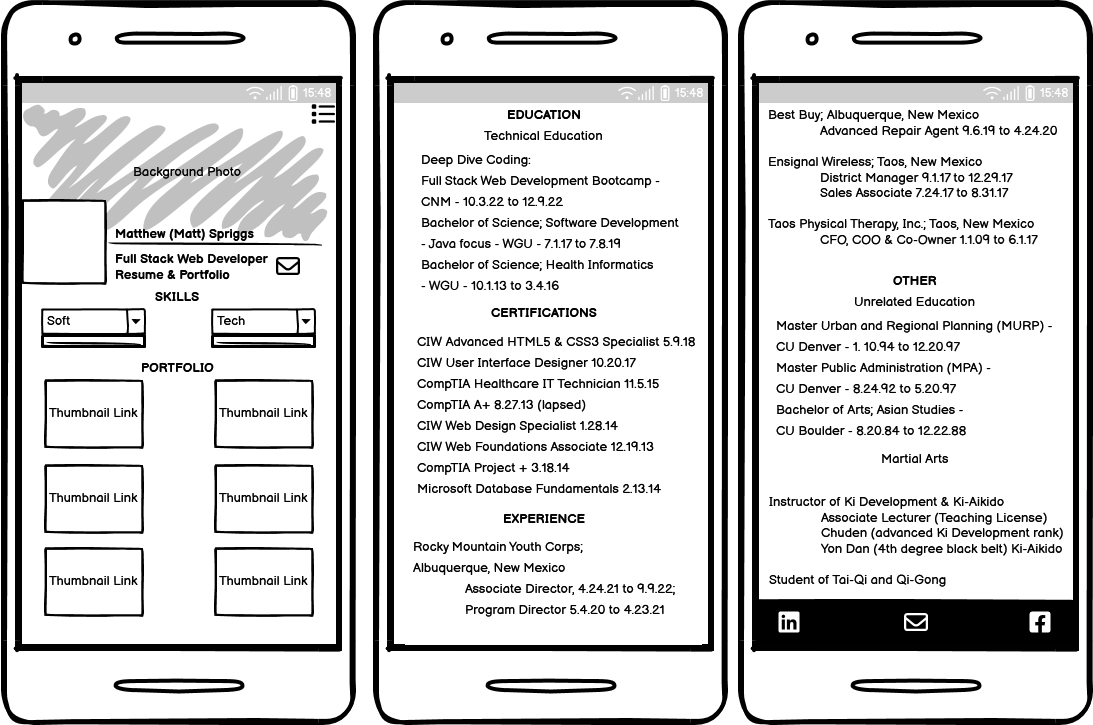 15:48
Background Photo
Matthew (Matt) Spriggs
Full Stack Web Developer
Resume & Portfolio
SKILLS
Soft
Tech
PORTFOLIO
Thumbnail Link
Thumbnail Link
Thumbnail Link
Thumbnail Link
Thumbnail Link
Thumbnail Link
15:48
EDUCATION
Technical Education
Deep Dive Coding:
Full Stack Web Development Bootcamp -
CNM - 10.3.22 to 12.9.22
Bachelor of Science; Software Development
- Java focus - WGU - 7.1.17 to 7.8.19
Bachelor of Science; Health Informatics
- WGU - 10.1.13 to 3.4.16
CERTIFICATIONS
CIW Advanced HTML5 & CSS3 Specialist 5.9.18
CIW User Interface Designer 10.20.17
CompTIA Healthcare IT Technician 11.5.15
CompTIA A+ 8.27.13 (lapsed)
CIW Web Design Specialist 1.28.14
CIW Web Foundations Associate 12.19.13
CompTIA Project + 3.18.14
Microsoft Database Fundamentals 2.13.14
EXPERIENCE
Rocky Mountain Youth Corps;
Albuquerque, New Mexico
Associate Director, 4.24.21 to 9.9.22;
Program Director 5.4.20 to 4.23.21
15:48
Best Buy; Albuquerque, New Mexico
Advanced Repair Agent 9.6.19 to 4.24.20
Ensignal Wireless; Taos, New Mexico
District Manager 9.1.17 to 12.29.17
Sales Associate 7.24.17 to 8.31.17
Taos Physical Therapy, Inc.; Taos, New Mexico
CFO, COO & Co-Owner 1.1.09 to 6.1.17
OTHER
Unrelated Education
Master Urban and Regional Planning (MURP) -
CU Denver - 1. 10.94 to 12.20.97
Master Public Administration (MPA) -
CU Denver - 8.24.92 to 5.20.97
Bachelor of Arts; Asian Studies -
CU Boulder - 8.20.84 to 12.22.88
Martial Arts
Instructor of Ki Development & Ki-Aikido
Associate Lecturer (Teaching License)
Chuden (advanced Ki Development rank)
Yon Dan (4th degree black belt) Ki-Aikido
Student of Tai-Qi and Qi-Gong
in